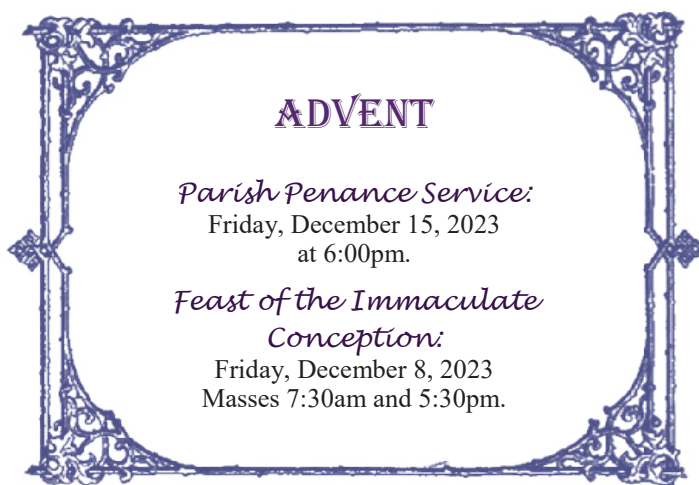 ADVENT
Parish Penance Service:
Friday, December 15, 2023
at 6:00pm.
Feast of the Immaculate
Conception:
Friday, December 8, 2023
Masses 7:30am and 5:30pm.